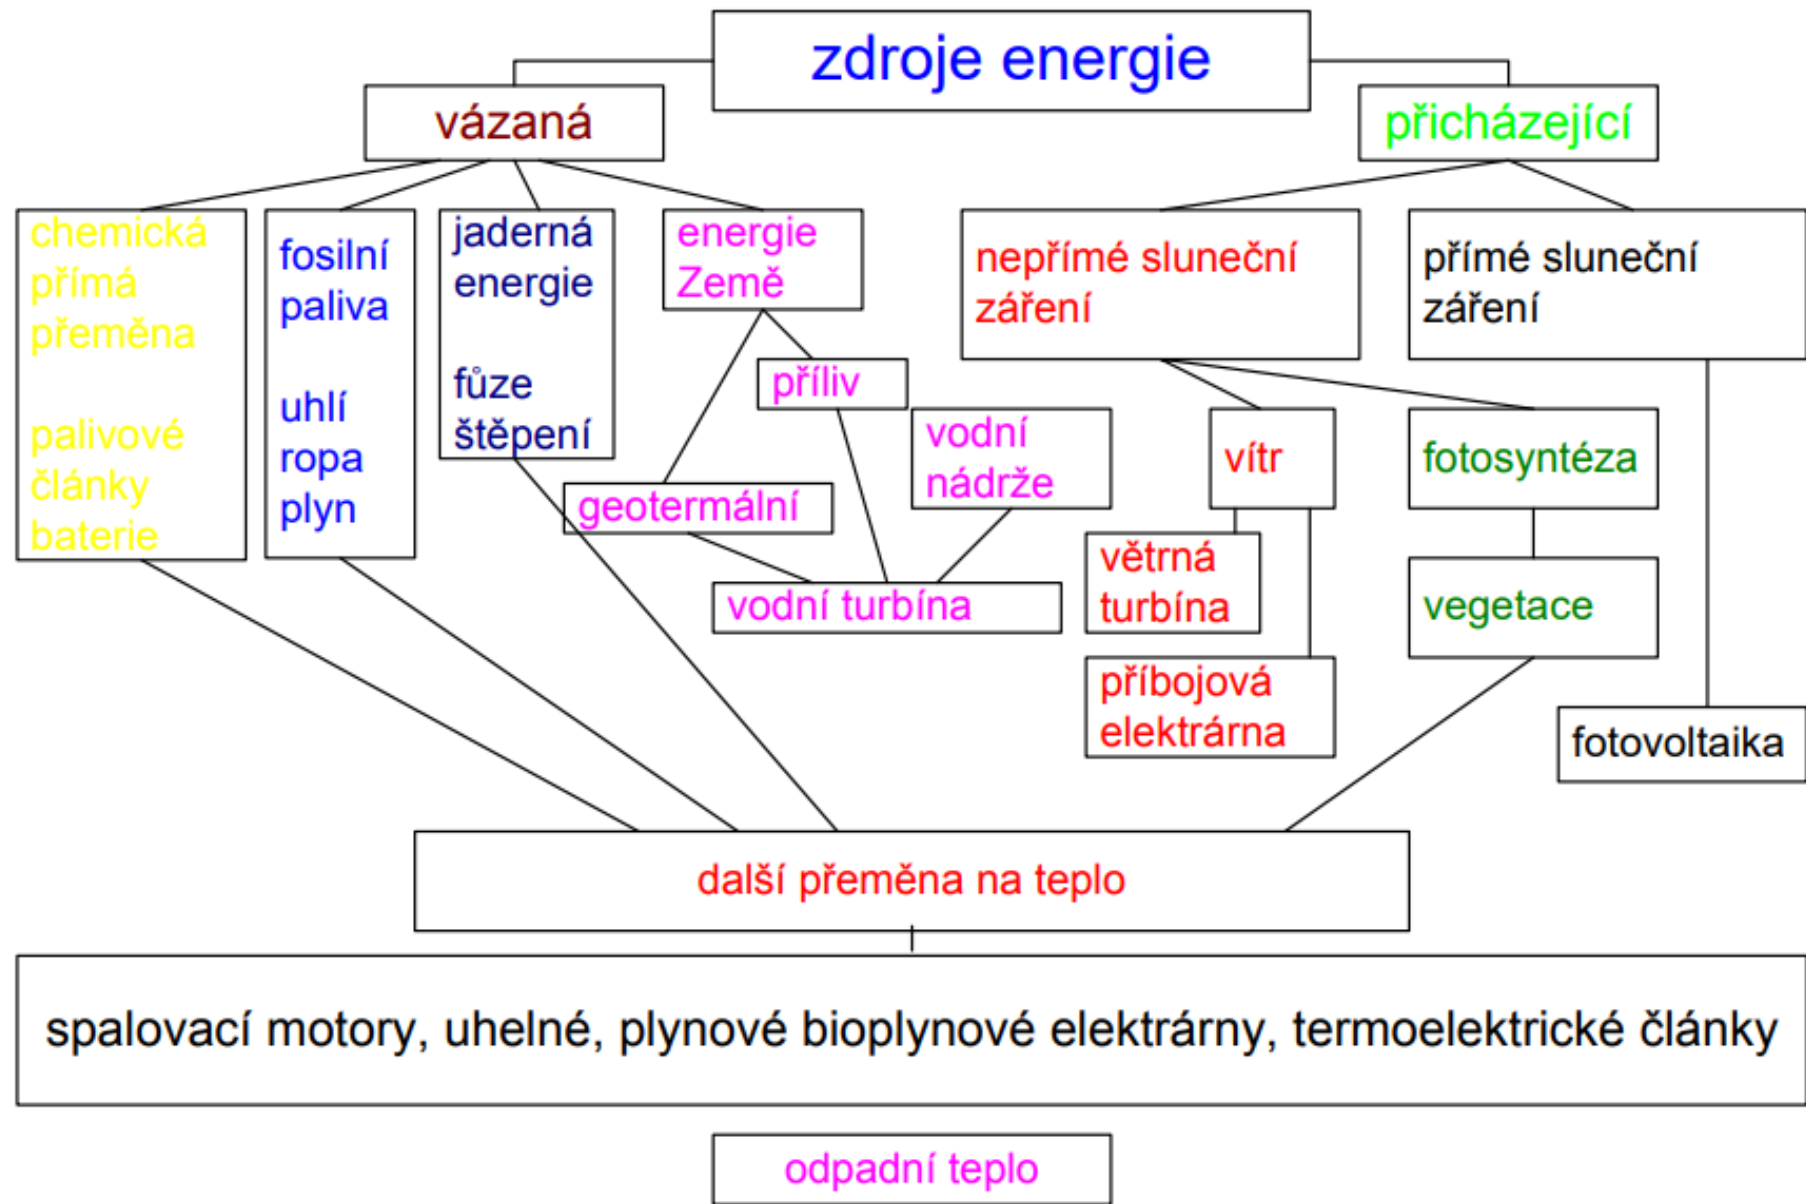 zdroje energie
vázaná
přicházející
chemická
přímá
přeměna
palivové
články
baterie
fosilní
paliva
uhlí
ropa
plyn
jaderná
energie
fůze
štěpení
energie
Země
příliv
geotermální
vodní
nádrže
vodní turbína
nepřímé sluneční
záření
přímé sluneční
záření
vítr
fotosyntéza
větrná
turbína
vegetace
příbojová
elektrárna
fotovoltaika
další přeměna na teplo
spalovací motory, uhelné, plynové bioplynové elektrárny, termoelektrické články
odpadní teplo